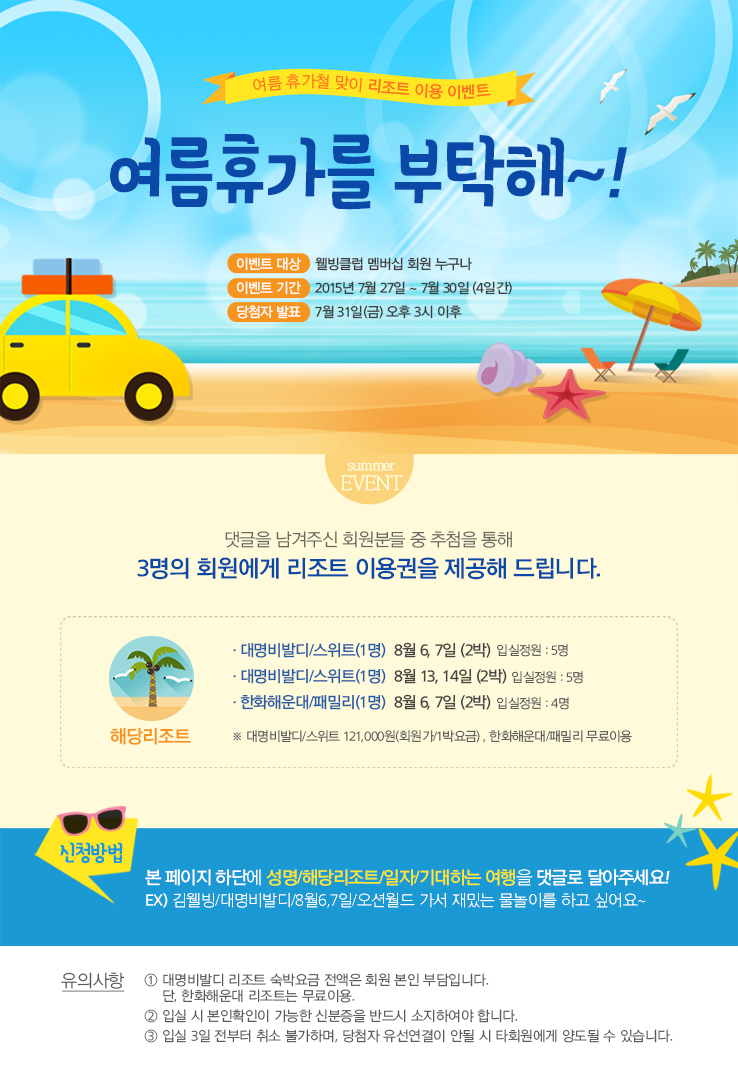 여름 휴가철 맞이 리조트 이용 이벤트
여름휴가를 부탁해~!
이벤트 대상 웰빙클럽 멤버십 회원 누구나
이벤트 기간 2015년 7월 27일 ~ 7월 30일 (4일간)
당첨자 발표 7월 31일(금) 오후 3시 이후
summer
EVENT
댓글을 남겨주신 회원분들 중 추첨을 통해
3명의 회원에게 리조트 이용권을 제공해 드립니다.
· 대명비발디/스위트(1명) 8월 6, 7일 (2박) 입실정원 : 5명
· 대명비발디/스위트(1명) 8월 13, 14일 (2박) 입실정원 : 5명
· 한화해운대/패밀리(1명) 8월 6, 7일 (2박) 입실정원 : 4명
해당리조트
※ 대명비발디/스위트 121,000원(회원가/1박요금) , 한화해운대/패밀리 무료이용
신청방법
본 페이지 하단에 성명/해당리조트/일자/기대하는 여행을 댓글로 달아주세요!
EX) 김웰빙/대명비발디/8월6,7일/오션월드 가서 재밌는 물놀이를 하고 싶어요~
유의사항
① 대명비발디 리조트 숙박요금 전액은 회원 본인 부담입니다.
단, 한화해운대 리조트는 무료이용.
② 입실 시 본인확인이 가능한 신분증을 반드시 소지하여야 합니다.
③ 입실 3일 전부터 취소 불가하며, 당첨자 유선연결이 안될 시 타회원에게 양도될 수 있습니다.